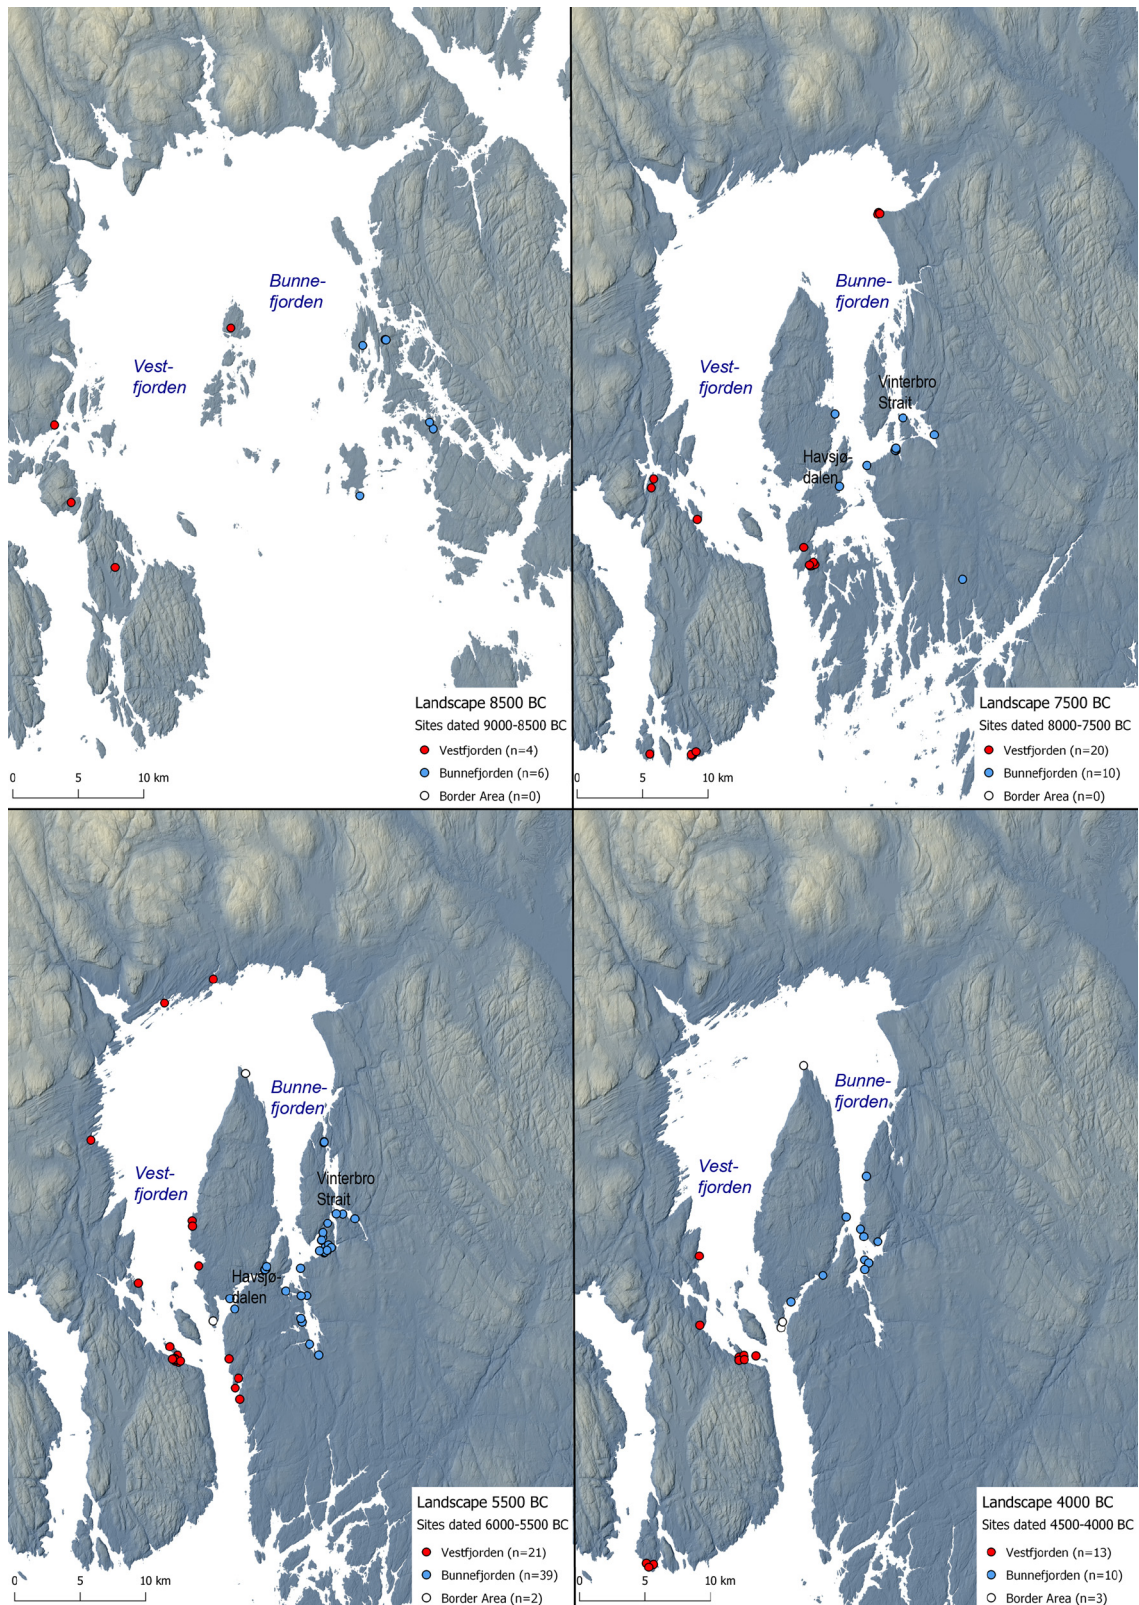 Bunne-
fjorden
Vest-
fjorden
Landscape 8500 BC
Sites dated 9000-8500 BC
Vestfjorden (n=4)
Bunnefjorden (n=6)
Border Area (n=0)
0 5 10 km
Bunne-
fjorden
Vest-
fjorden
Vinterbro
Strait
Havsjø-
dalen
Landscape 7500 BC
Sites dated 8000-7500 BC
Vestfjorden (n=20)
Bunnefjorden (n=10)
Border Area (n=0)
0 5 10 km
Bunne-
fjorden
Vest-
fjorden
Vinterbro
Strait
Havsjø-
dalen
Landscape 5500 BC
Sites dated 6000-5500 BC
Vestfjorden (n=21)
Bunnefjorden (n=39)
Border Area (n=2)
0 5 10 km
Bunne-
fjorden
Vest-
fjorden
Landscape 4000 BC
Sites dated 4500-4000 BC
Vestfjorden (n=13)
Bunnefjorden (n=10)
Border Area (n=3)
0 5 10 km